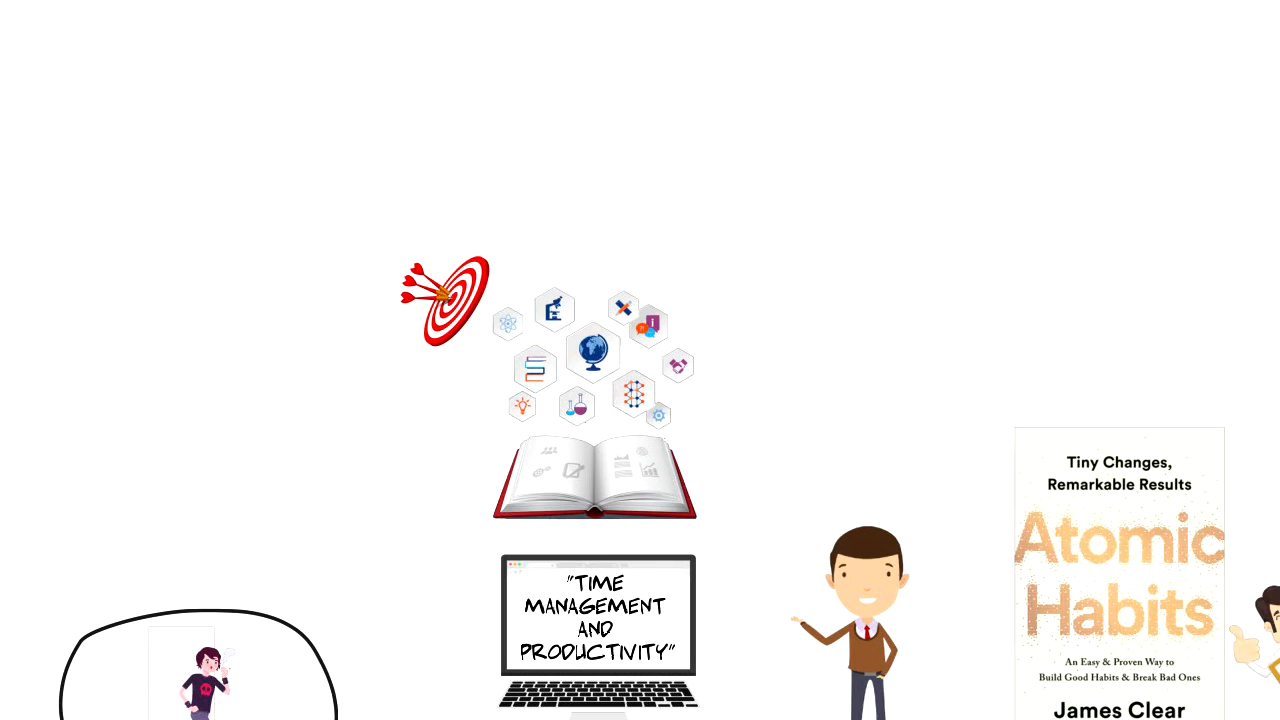 Tiny Changes,
Remarkable Results
Atomic
Habits
An Easy & Proven Way to
Build Good Habits & Break Bad Ones
James Clear
"TIME
MANAGEMENT
AND
PRODUCTIVITY"